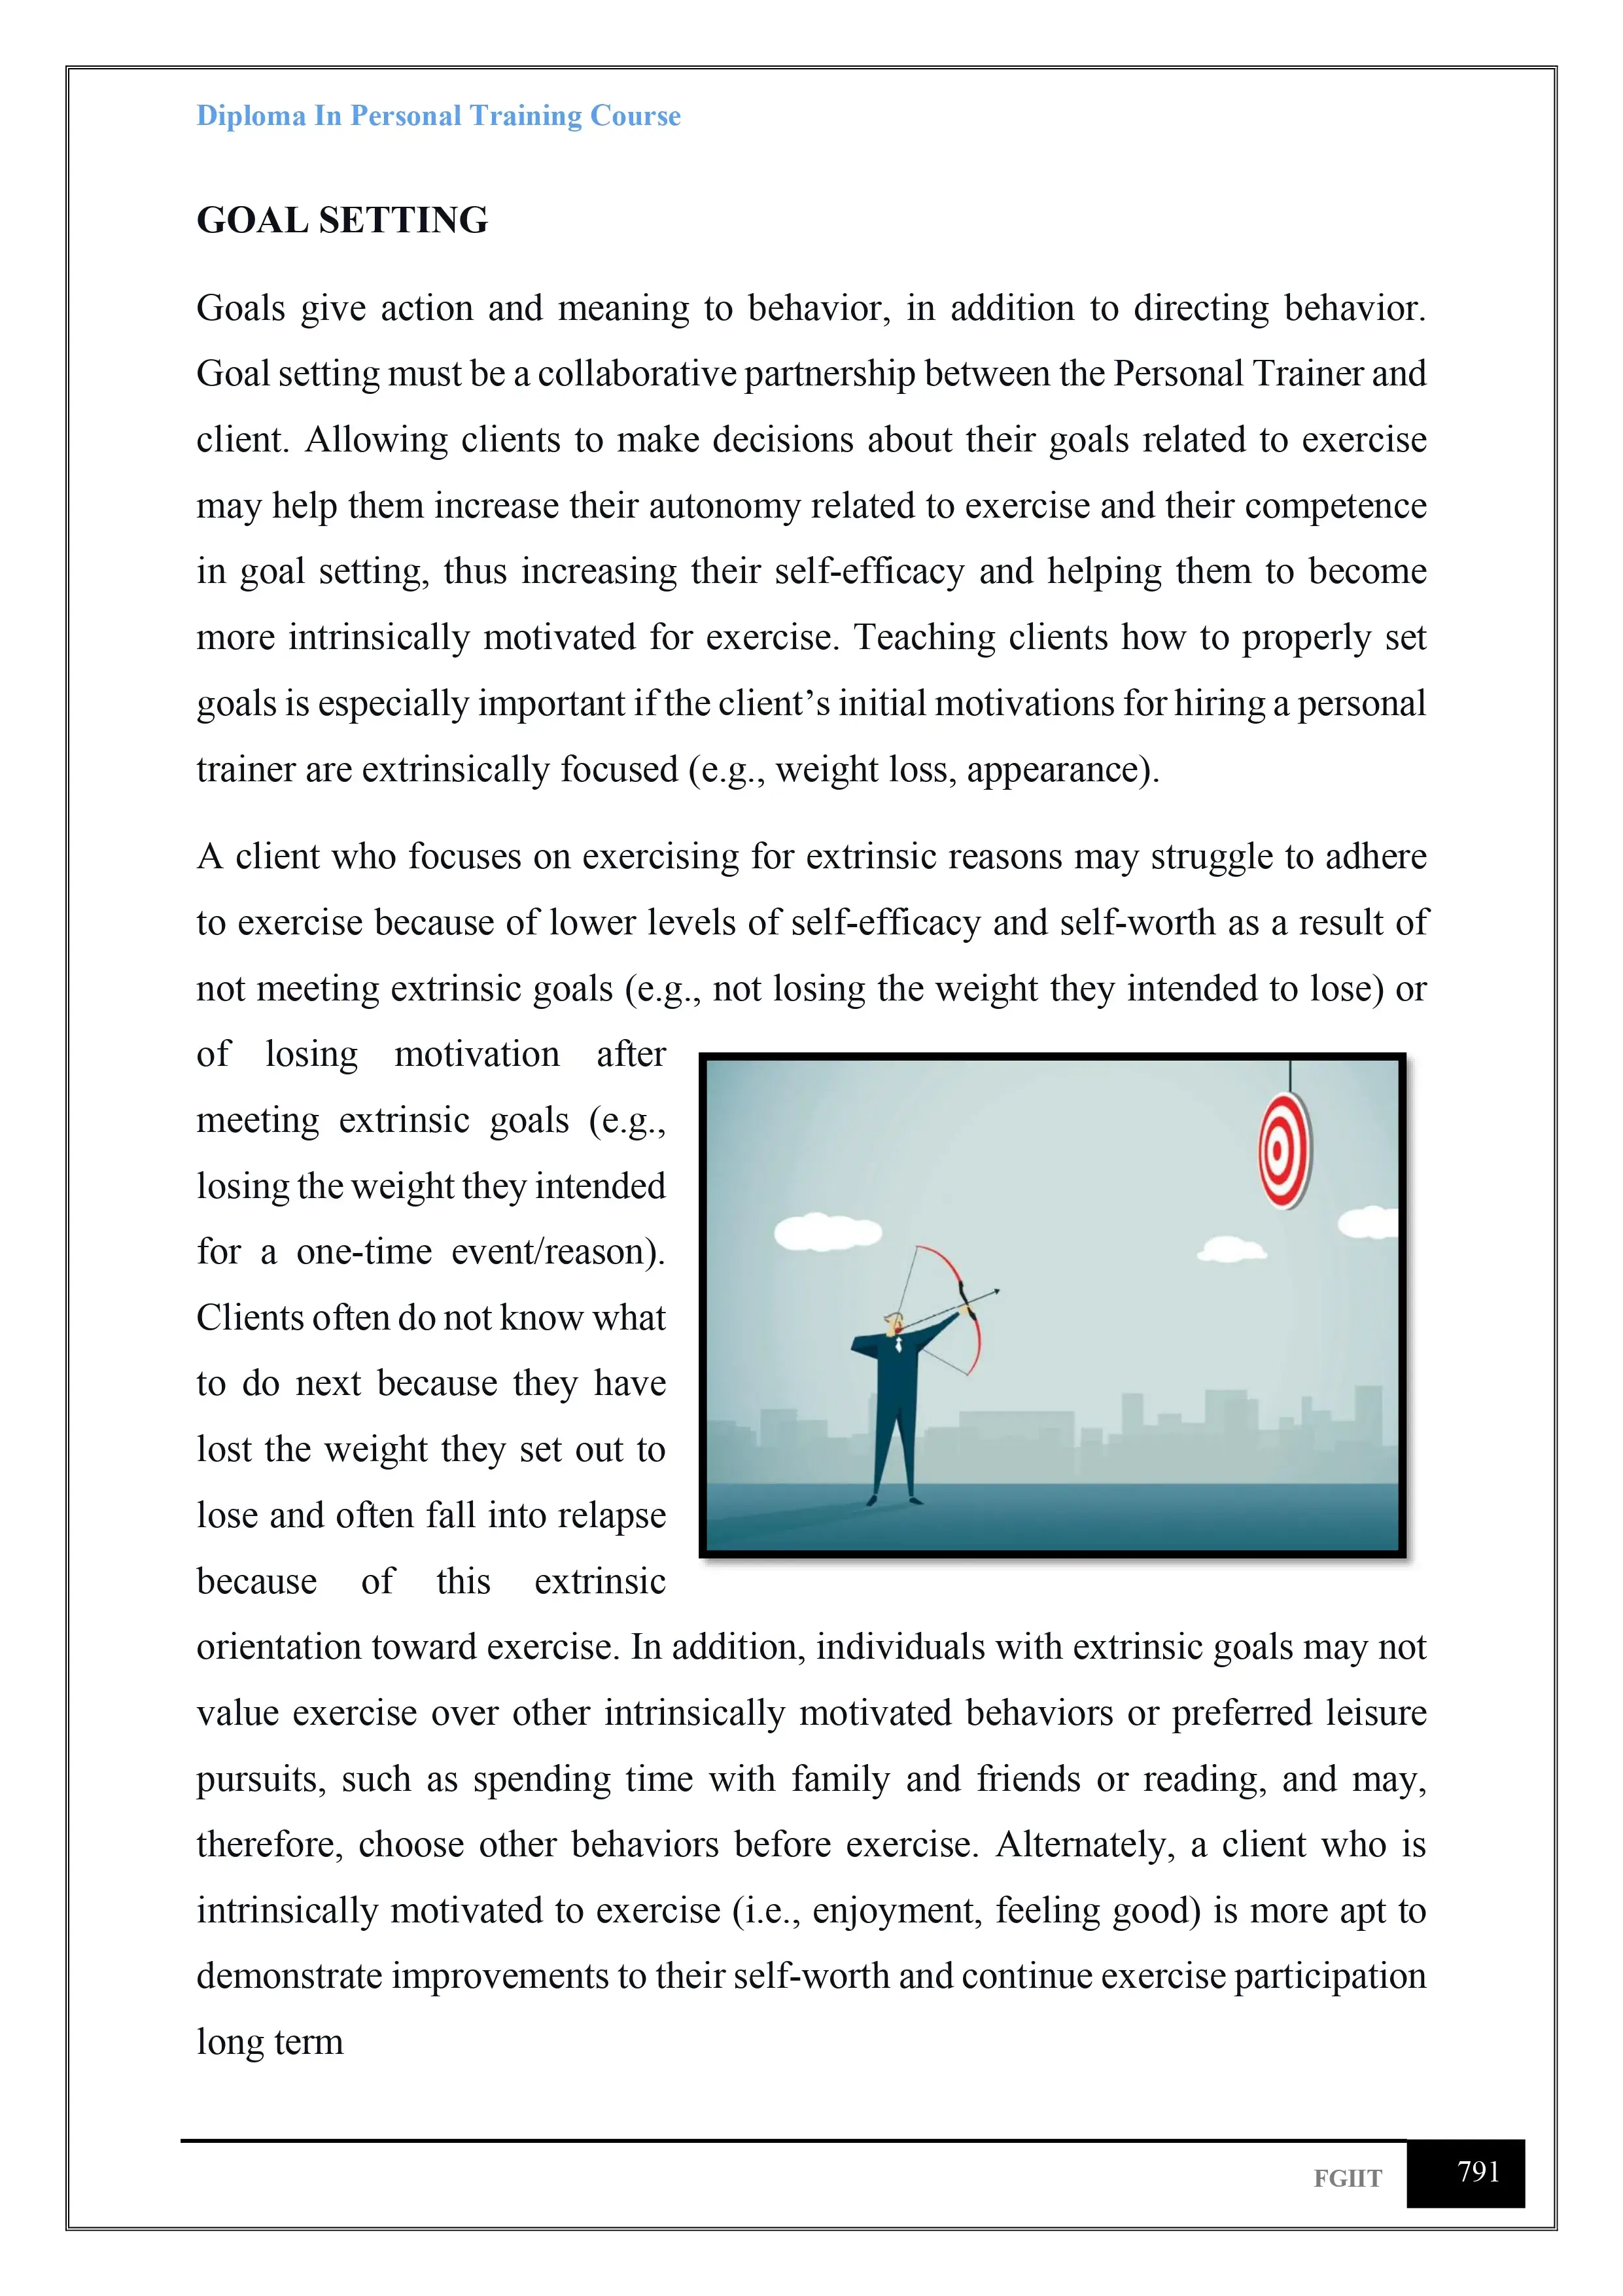 Diploma In Personal Training Course
GOAL SETTING
Goals give action and meaning to behavior, in addition to directing behavior.
Goal setting must be a collaborative partnership between the Personal Trainer and
client. Allowing clients to make decisions about their goals related to exercise
may help them increase their autonomy related to exercise and their competence
in goal setting, thus increasing their self-efficacy and helping them to become
more intrinsically motivated for exercise. Teaching clients how to properly set
goals is especially important if the client’s initial motivations for hiring a personal
trainer are extrinsically focused (e.g., weight loss, appearance).
A client who focuses on exercising for extrinsic reasons may struggle to adhere
to exercise because of lower levels of self-efficacy and self-worth as a result of
not meeting extrinsic goals (e.g., not losing the weight they intended to lose) or
of losing motivation after
meeting extrinsic goals (e.g.,
losing the weight they intended
for a one-time event/reason).
Clients often do not know what
to do next because they have
lost the weight they set out to
lose and often fall into relapse
because of this extrinsic
orientation toward exercise. In addition, individuals with extrinsic goals may not
value exercise over other intrinsically motivated behaviors or preferred leisure
pursuits, such as spending time with family and friends or reading, and may,
therefore, choose other behaviors before exercise. Alternately, a client who is
intrinsically motivated to exercise (i.e., enjoyment, feeling good) is more apt to
demonstrate improvements to their self-worth and continue exercise participation
long term
FGIIT 791